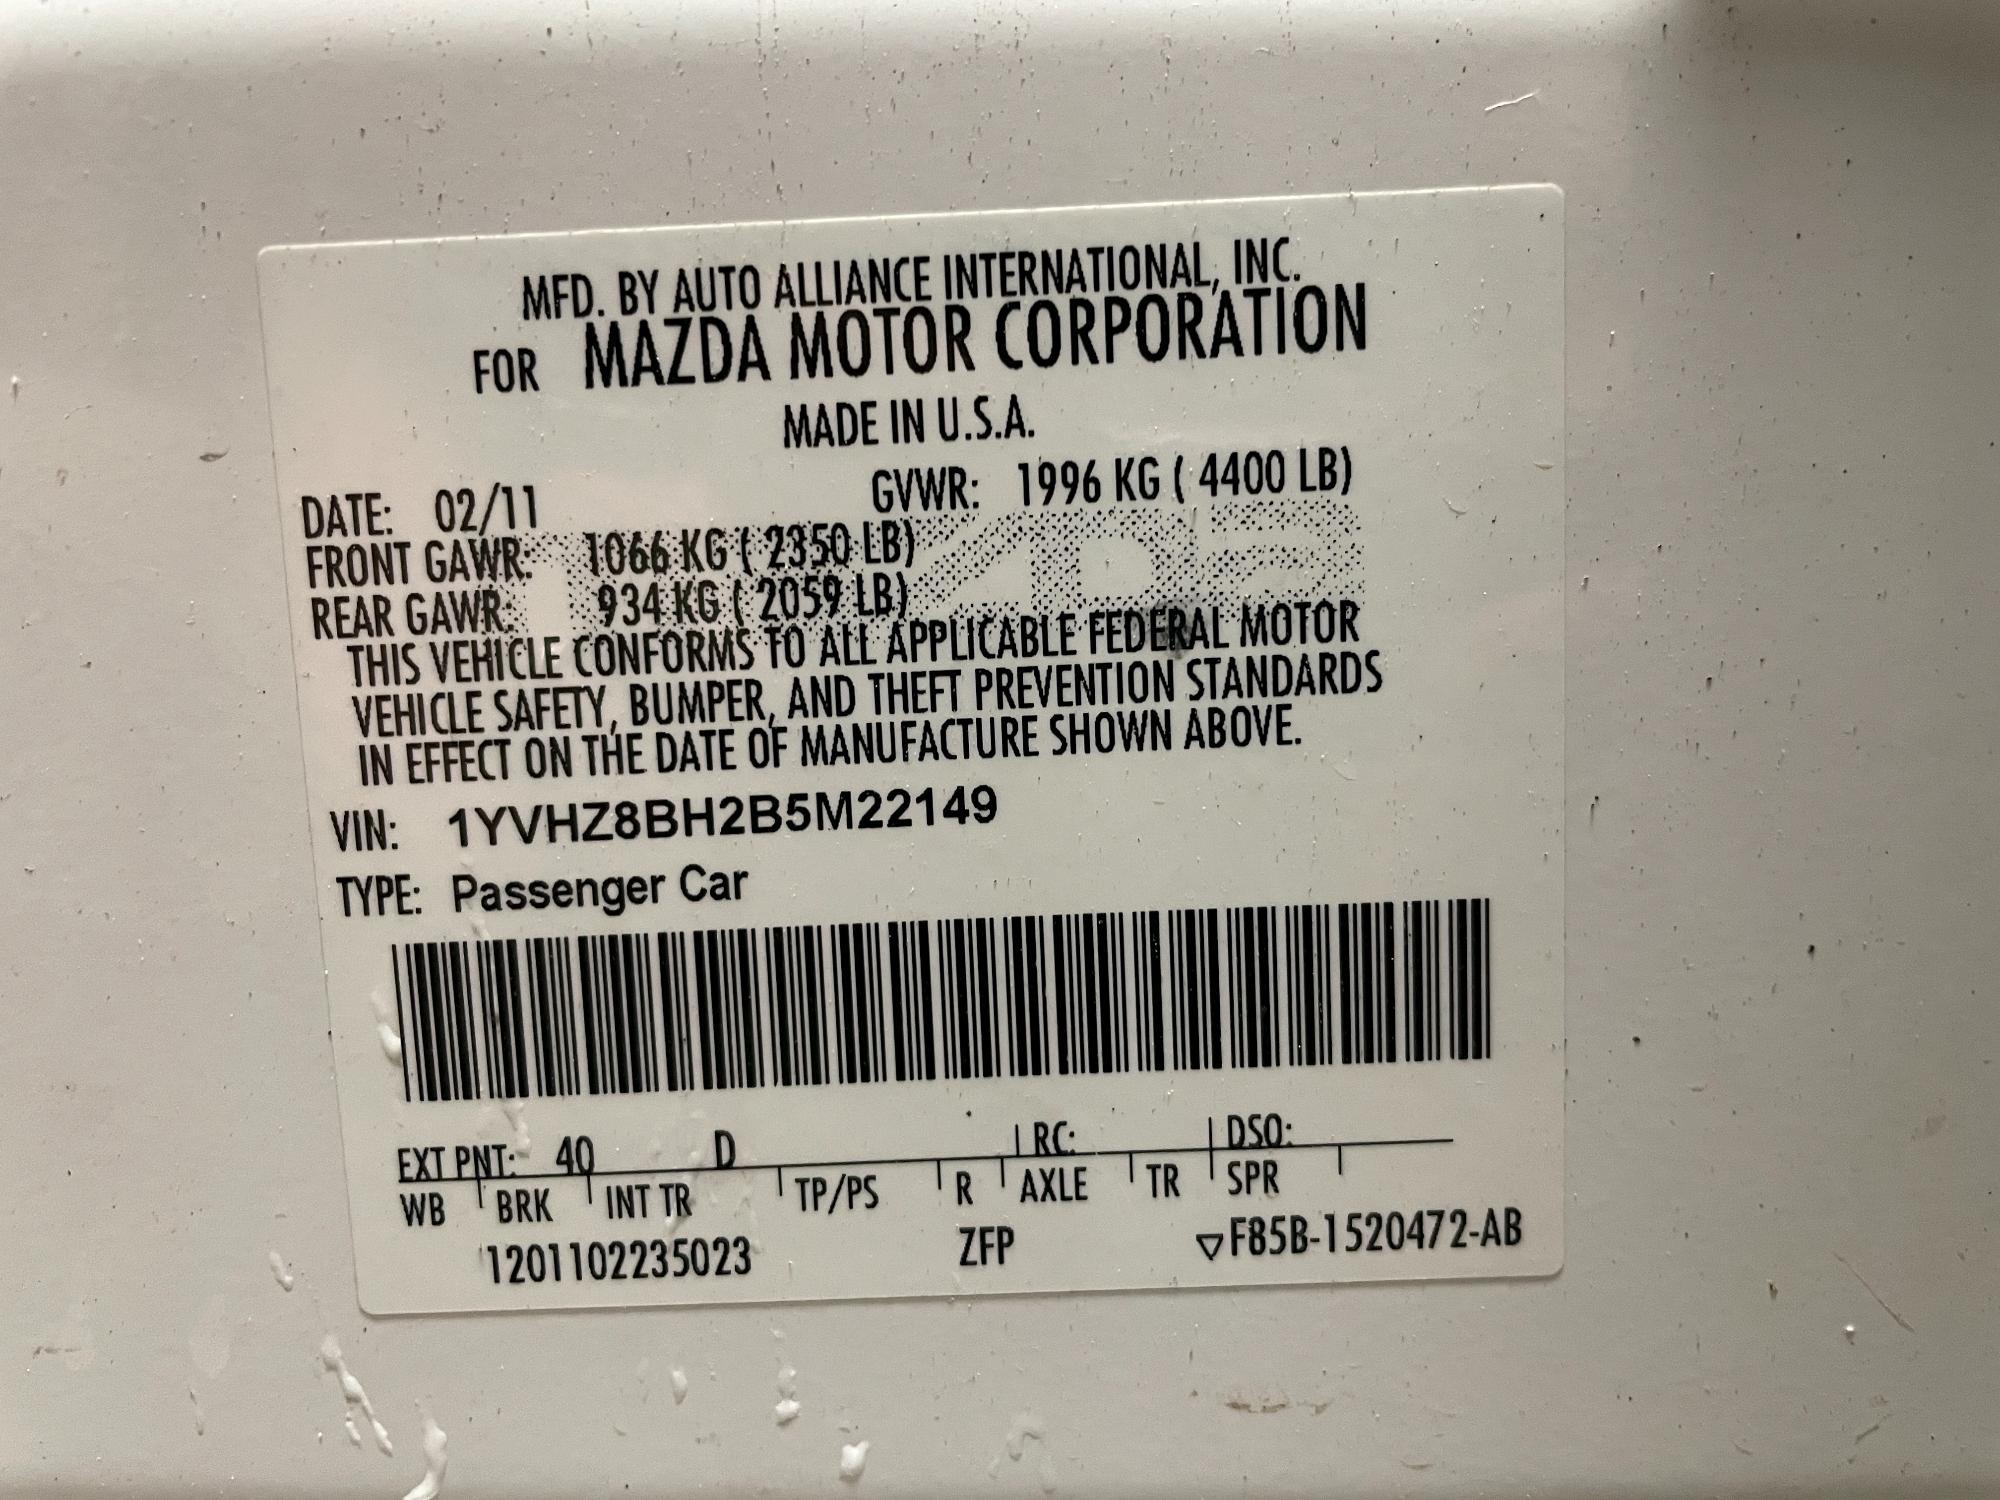 MFD. BY AUTO ALLIANCE INTERNATIONAL, INC.
FOR MAZDA MOTOR CORPORATION
MADE IN U.S.A.
DATE: 02/11 GVWR: 1996 KG ( 4400 LB)
FRONT GAWR: 1066 KG ( 2350 LB)
REAR GAWR: 934 KG ( 2059 LB)
THIS VEHICLE CONFORMS TO ALL APPLICABLE FEDERAL MOTOR
VEHICLE SAFETY, BUMPER, AND THEFT PREVENTION STANDARDS
IN EFFECT ON THE DATE OF MANUFACTURE SHOWN ABOVE.
VIN: 1YVHZ8BH2B5M22149
TYPE: Passenger Car
EXT PNT: 40 D RC: DSO:
WB BRK INT TR TP/PS R AXLE TR SPR
1201102235023 ZFP ▽F85B-1520472-AB